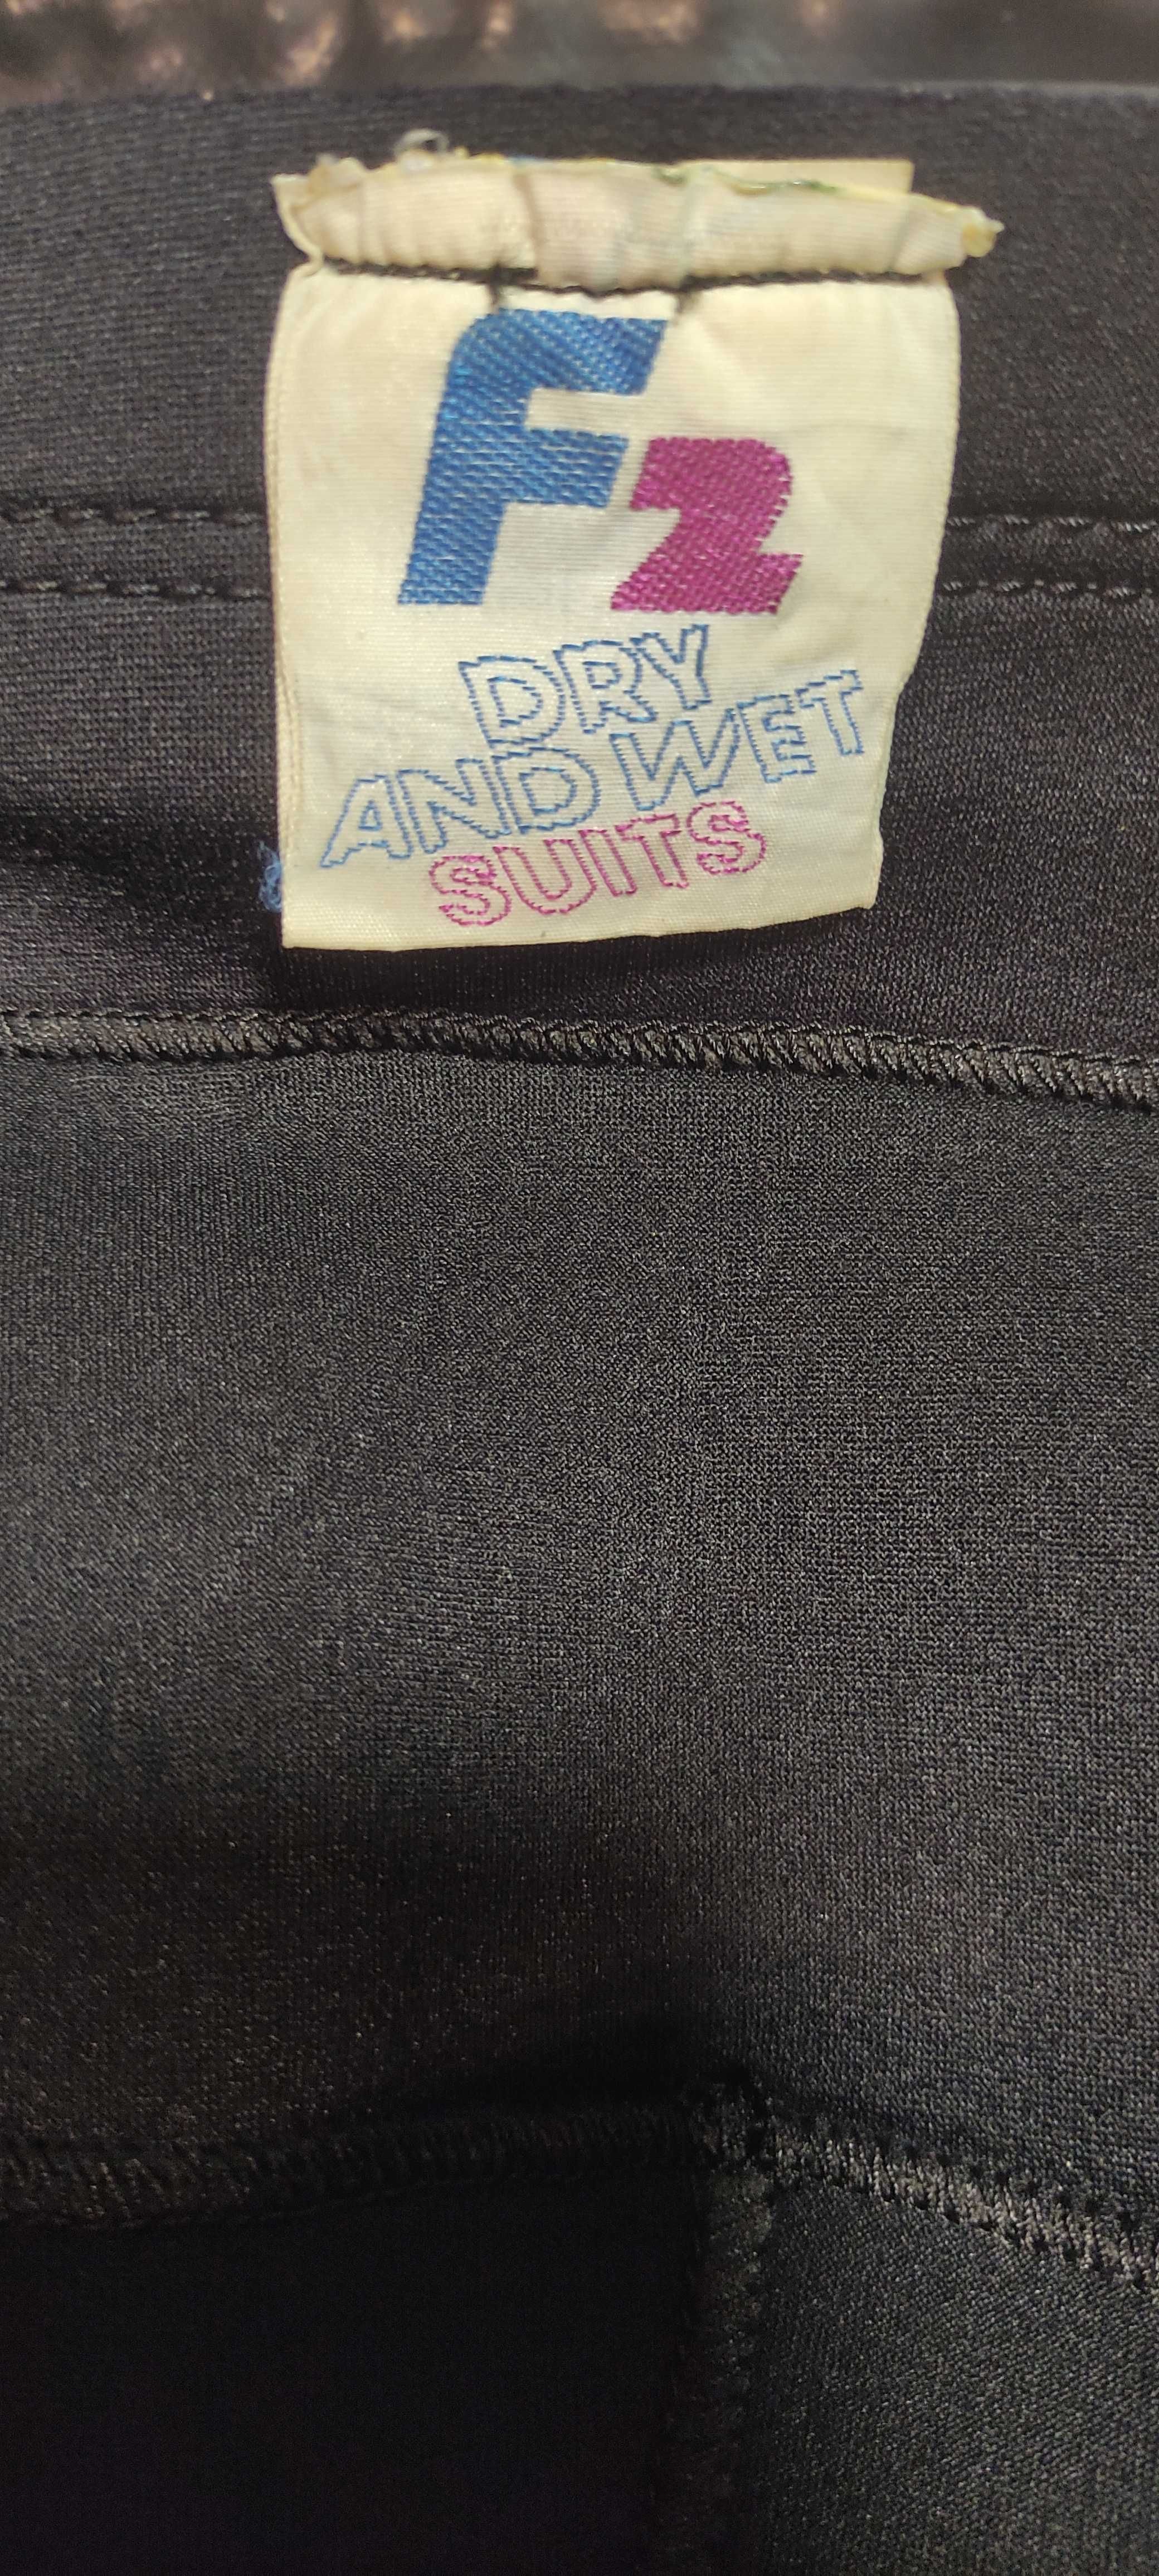 F2
DRY
AND WET
SUITS